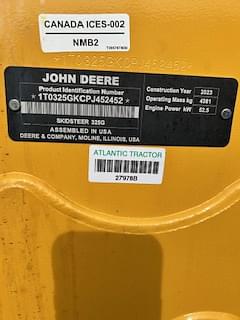 CANADA ICES-002
NMB2
*1T0325GKCPJ452452*
JOHN DEERE
Product Identification Number
*1T0325GKCPJ452452*
SKIDSTEER 325G
ASSEMBLED IN USA
DEERE & COMPANY, MOLINE, ILLINOIS, USA
Construction Year 2023
Operating Mass kg 4381
Engine Power kW 52.5
ATLANTIC TRACTOR
27978B